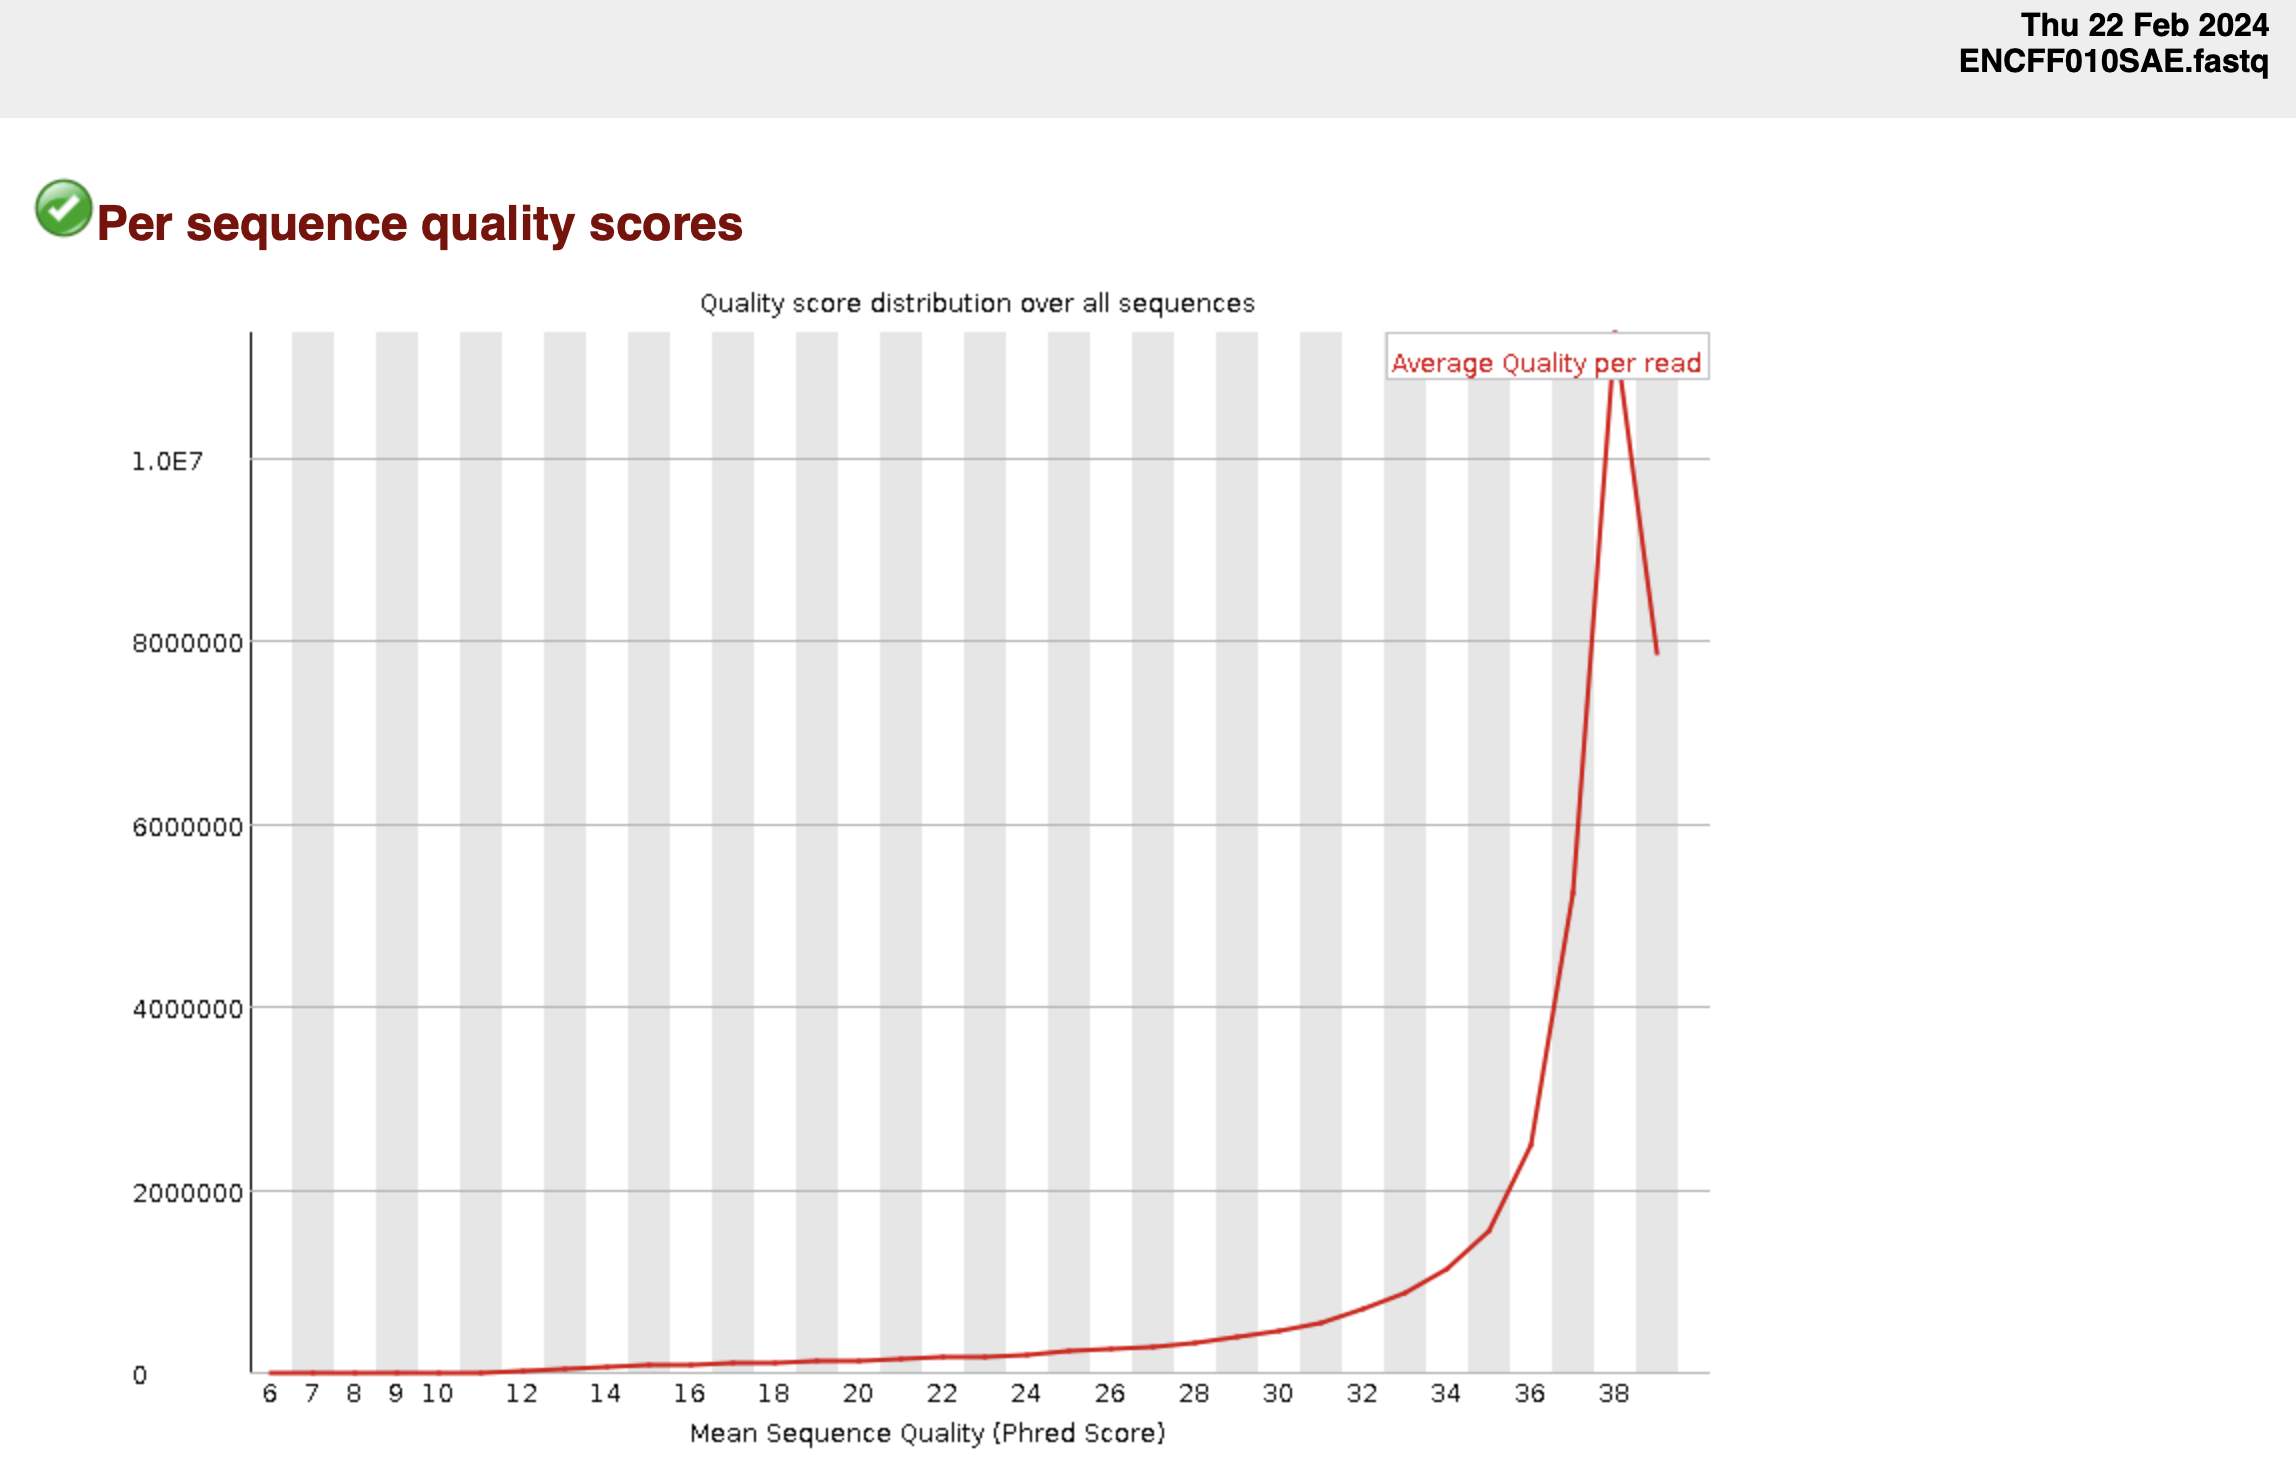 Thu 22 Feb 2024
ENCFF010SAE.fastq
Per sequence quality scores
Quality score distribution over all sequences
Average Quality per read
1.0E7
8000000
6000000
4000000
2000000
0
6 7 8 9 10 12 14 16 18 20 22 24 26 28 30 32 34 36 38
Mean Sequence Quality (Phred Score)